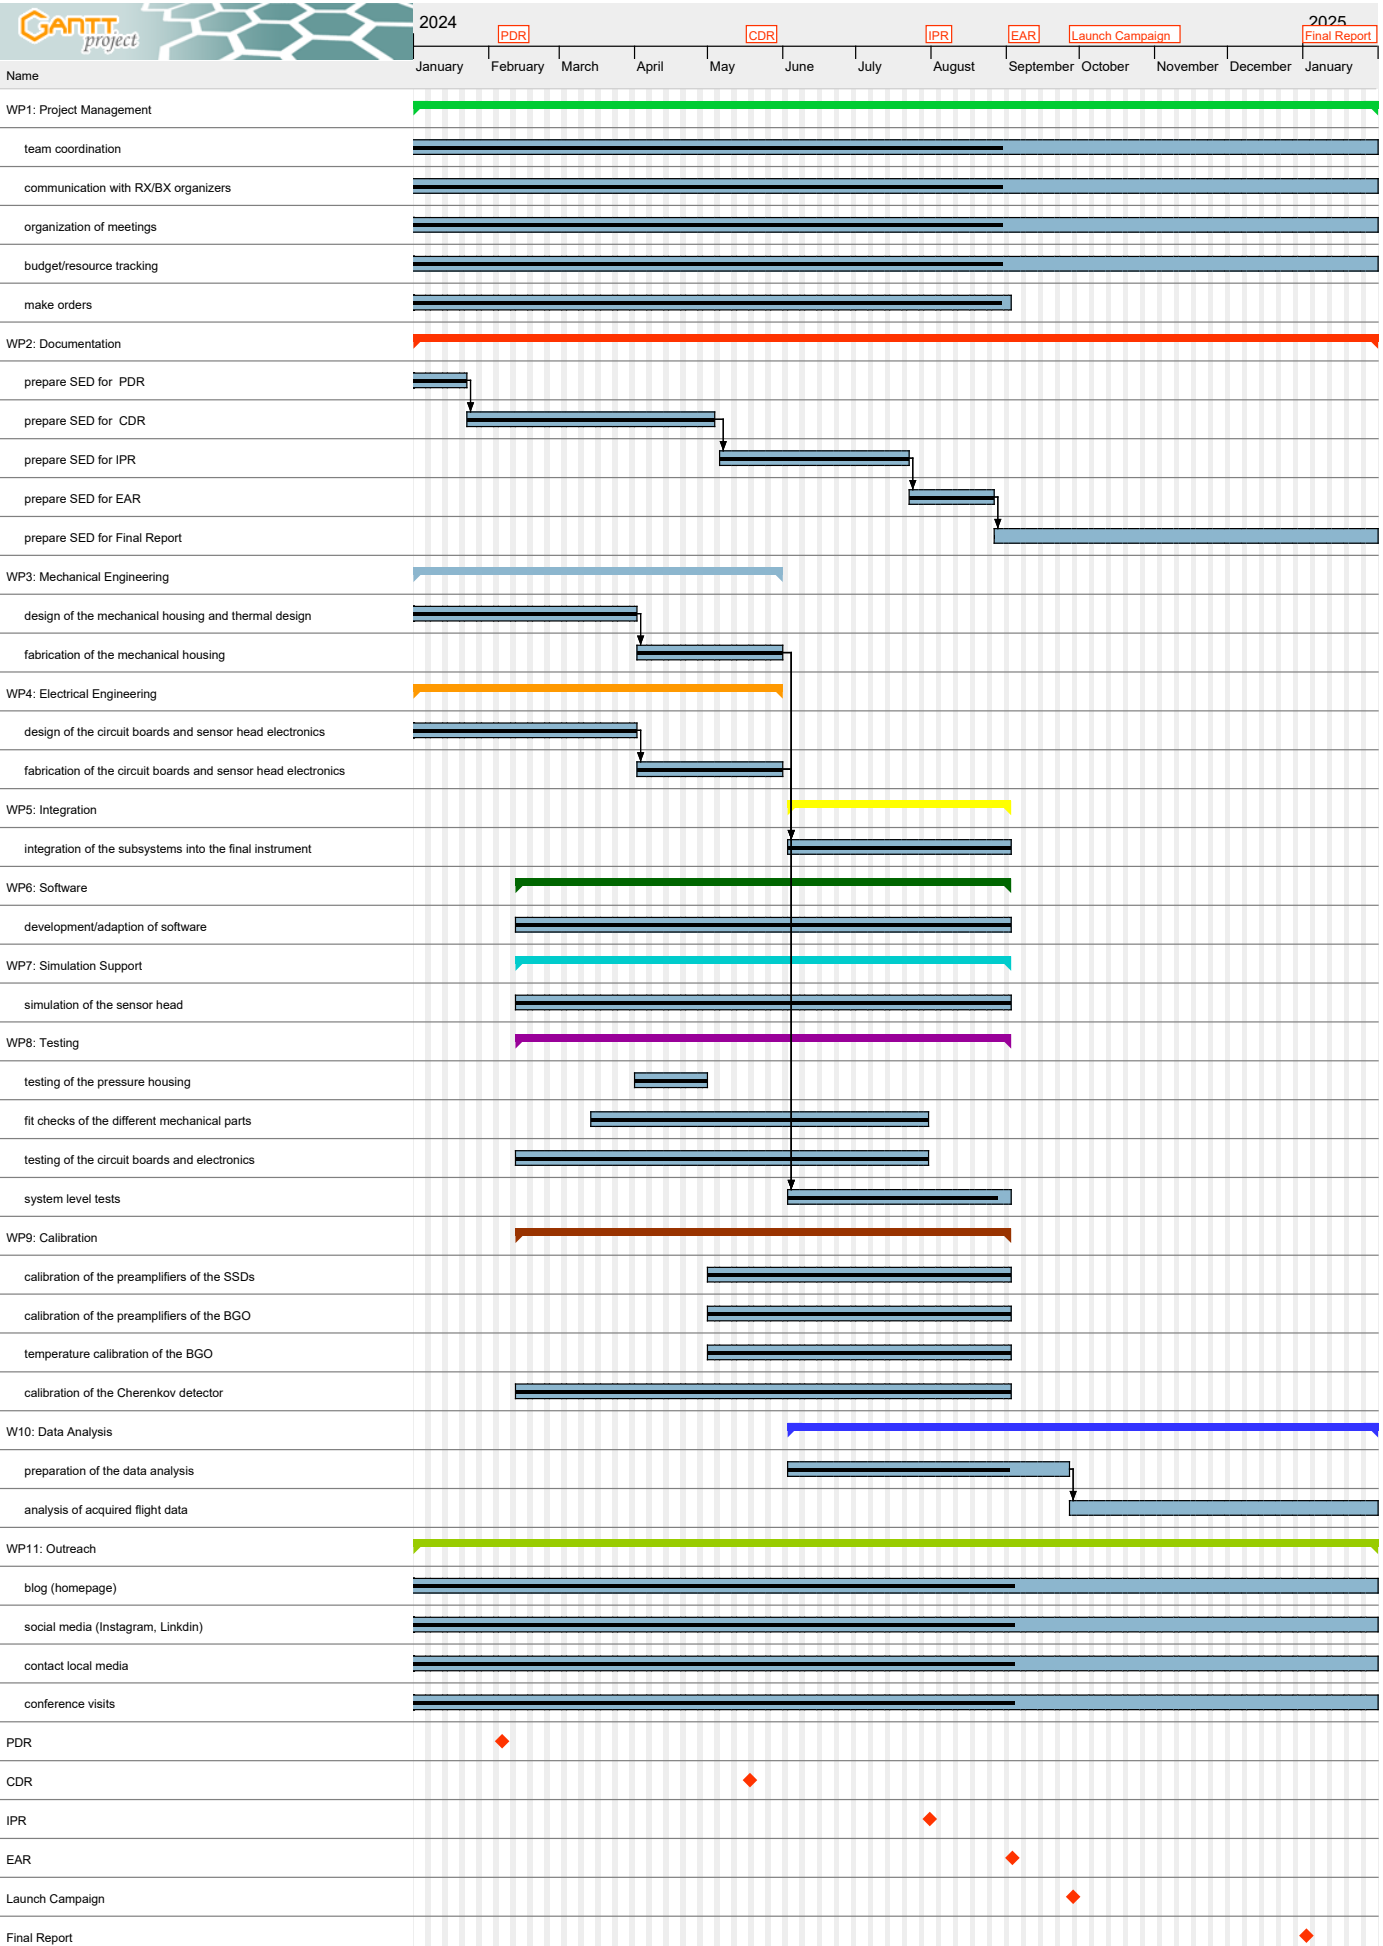 GANTT
project
2024
2025
PDR
CDR
IPR
EAR
Launch Campaign
Final Report
Name
January
February
March
April
May
June
July
August
September
October
November
December
January
WP1: Project Management
team coordination
communication with RX/BX organizers
organization of meetings
budget/resource tracking
make orders
WP2: Documentation
prepare SED for PDR
prepare SED for CDR
prepare SED for IPR
prepare SED for EAR
prepare SED for Final Report
WP3: Mechanical Engineering
design of the mechanical housing and thermal design
fabrication of the mechanical housing
WP4: Electrical Engineering
design of the circuit boards and sensor head electronics
fabrication of the circuit boards and sensor head electronics
WP5: Integration
integration of the subsystems into the final instrument
WP6: Software
development/adaption of software
WP7: Simulation Support
simulation of the sensor head
WP8: Testing
testing of the pressure housing
fit checks of the different mechanical parts
testing of the circuit boards and electronics
system level tests
WP9: Calibration
calibration of the preamplifiers of the SSDs
calibration of the preamplifiers of the BGO
temperature calibration of the BGO
calibration of the Cherenkov detector
W10: Data Analysis
preparation of the data analysis
analysis of acquired flight data
WP11: Outreach
blog (homepage)
social media (Instagram, Linkdin)
contact local media
conference visits
PDR
CDR
IPR
EAR
Launch Campaign
Final Report